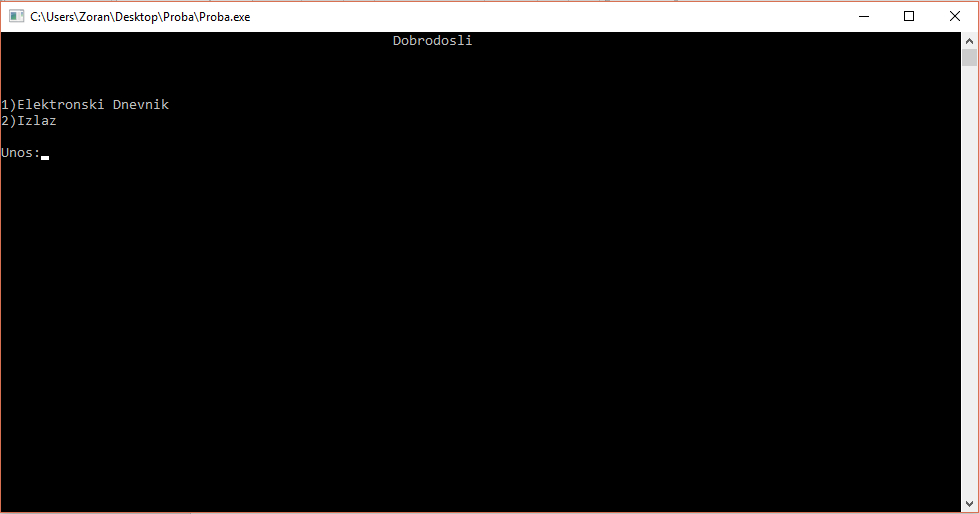 C:\Users\Zoran\Desktop\Proba\Proba.exe
Dobrodosli
1)Elektronski Dnevnik
2)Izlaz
Unos: